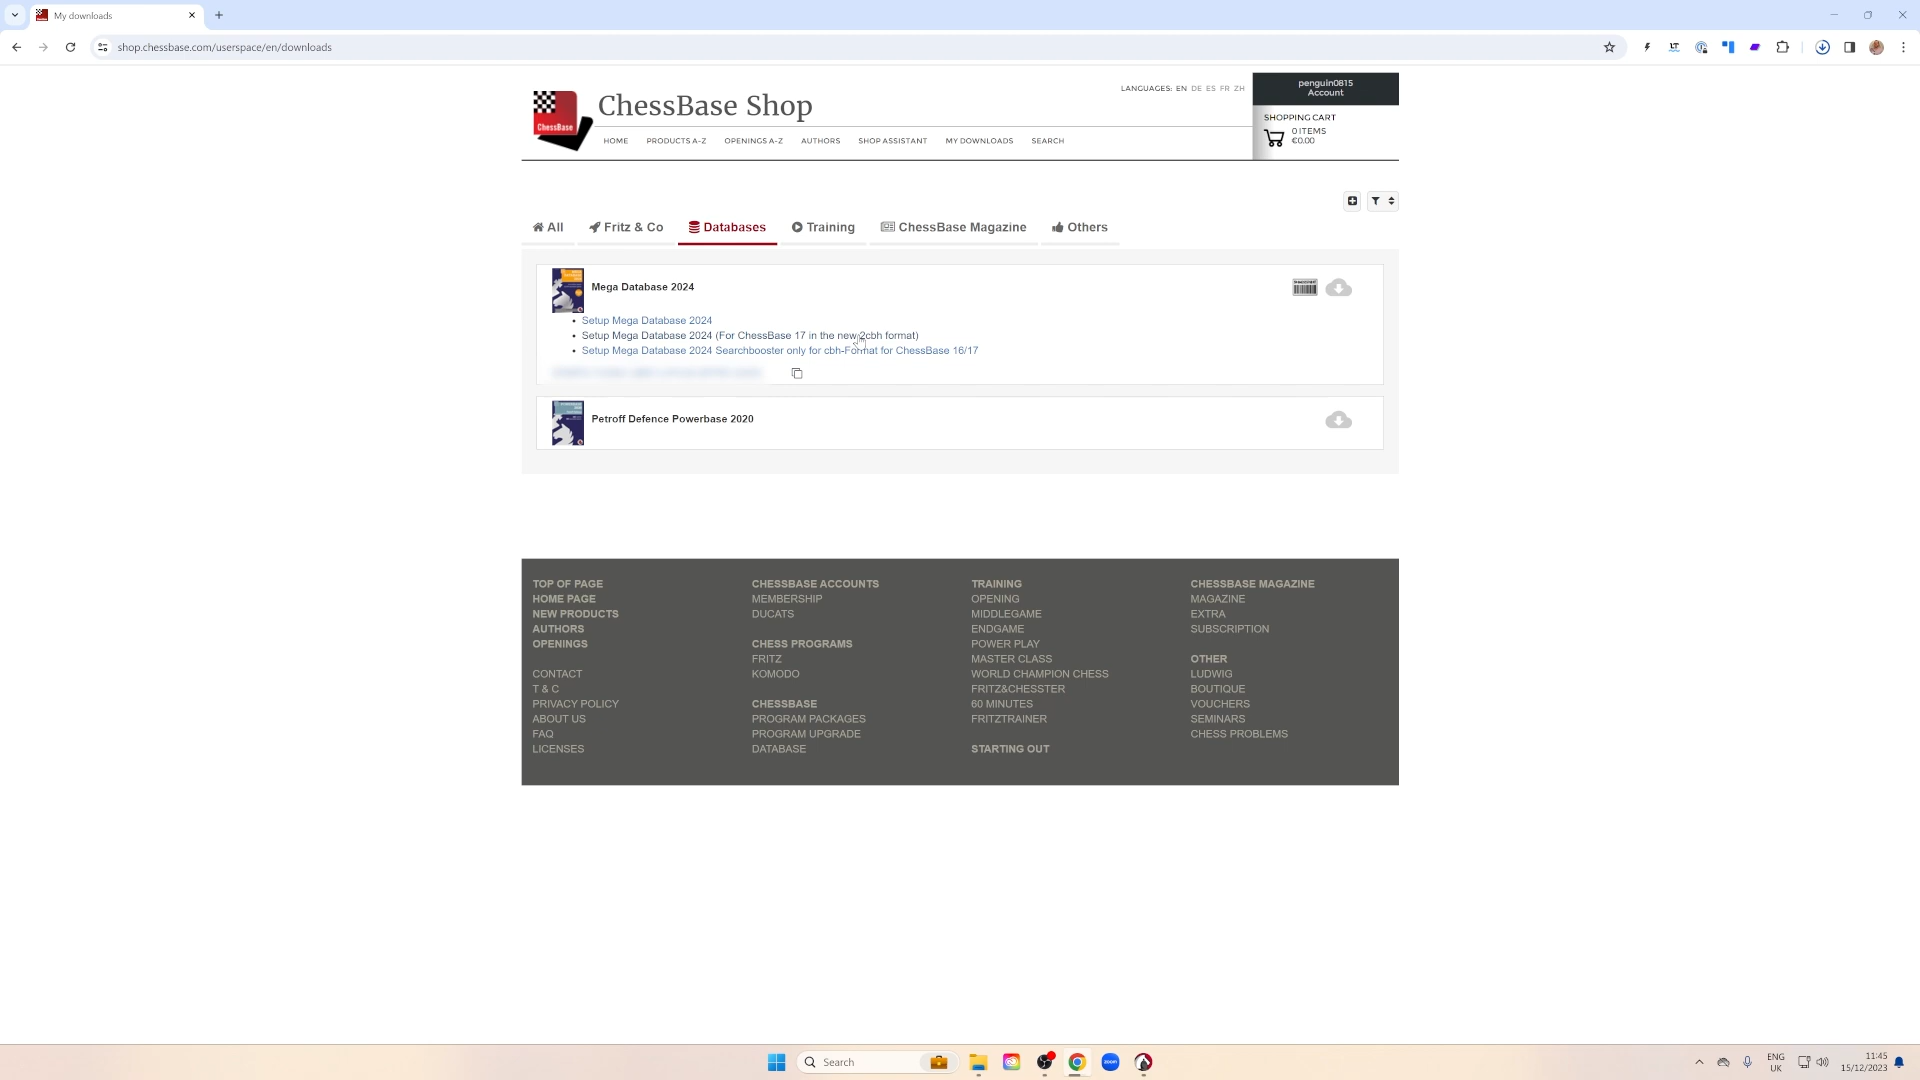 My downloads
shop.chessbase.com/userspace/en/downloads
LANGUAGES: EN DE ES FR ZH
penguin0815
Account
ChessBase
ChessBase Shop
SHOPPING CART
0 ITEMS
€0.00
HOME PRODUCTS A-Z OPENINGS A-Z AUTHORS SHOP ASSISTANT MY DOWNLOADS SEARCH
All Fritz & Co Databases Training ChessBase Magazine Others
Mega Database 2024
• Setup Mega Database 2024
• Setup Mega Database 2024 (For ChessBase 17 in the new 2cbh format)
• Setup Mega Database 2024 Searchbooster only for cbh-Format for ChessBase 16/17
Petroff Defence Powerbase 2020
TOP OF PAGE
HOME PAGE
NEW PRODUCTS
AUTHORS
OPENINGS
CONTACT
T & C
PRIVACY POLICY
ABOUT US
FAQ
LICENSES
CHESSBASE ACCOUNTS
MEMBERSHIP
DUCATS
CHESS PROGRAMS
FRITZ
KOMODO
CHESSBASE
PROGRAM PACKAGES
PROGRAM UPGRADE
DATABASE
TRAINING
OPENING
MIDDLEGAME
ENDGAME
POWER PLAY
MASTER CLASS
WORLD CHAMPION CHESS
FRITZ&CHESSTER
60 MINUTES
FRITZTRAINER
STARTING OUT
CHESSBASE MAGAZINE
MAGAZINE
EXTRA
SUBSCRIPTION
OTHER
LUDWIG
BOUTIQUE
VOUCHERS
SEMINARS
CHESS PROBLEMS
Search
zoom
ENG
UK
11:45
15/12/2023